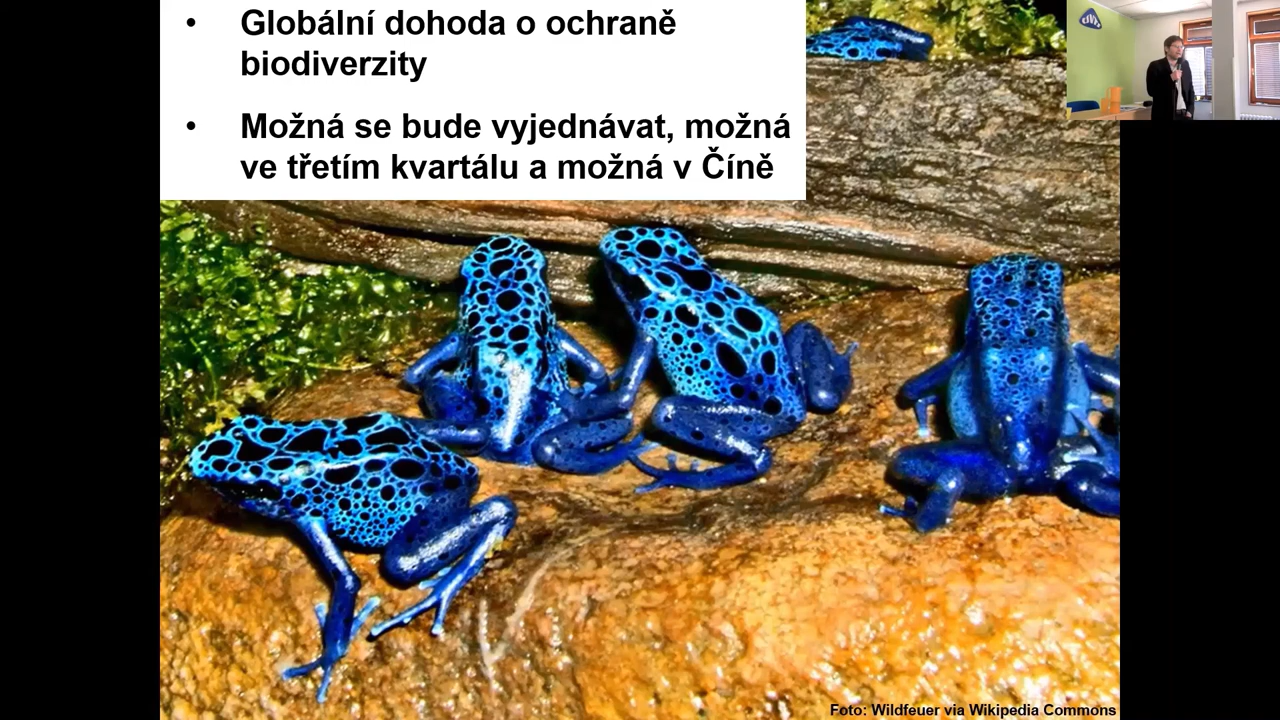 • Globální dohoda o ochraně
biodiverzity
• Možná se bude vyjednávat, možná
ve třetím kvartálu a možná v Číně
Foto: Wildfeuer via Wikipedia Commons